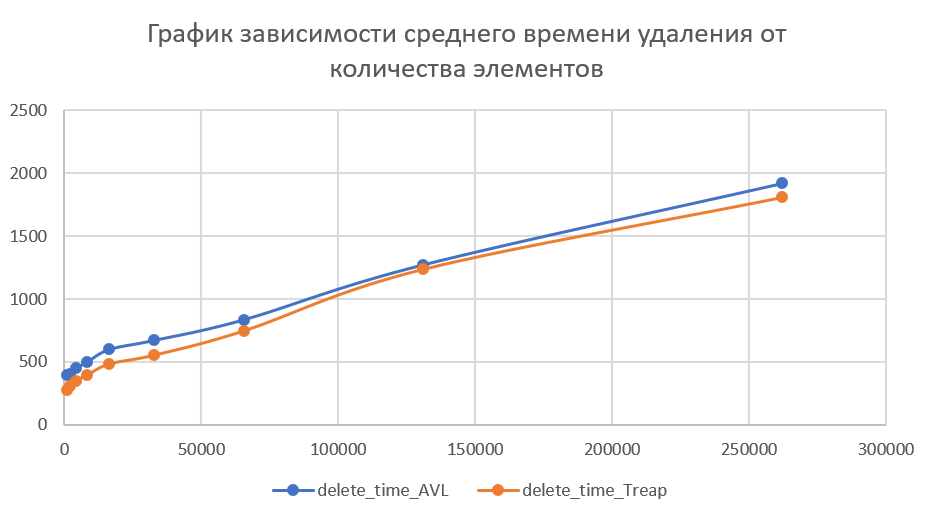 График зависимости среднего времени удаления от
количества элементов
2500
2000
1500
1000
500
0
0 50000 100000 150000 200000 250000 300000
delete_time_AVL delete_time_Treap